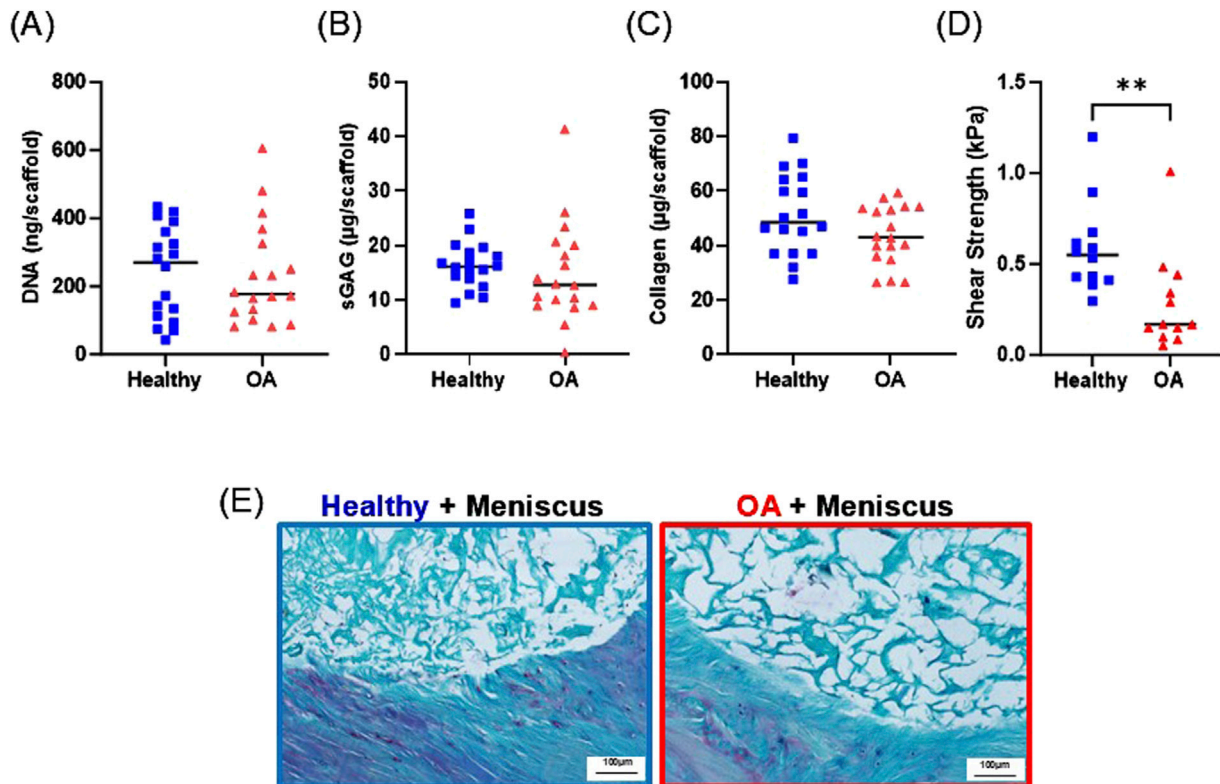 (A)
(B)
(C)
(D)
DNA (ng/scaffold)
800
600
400
200
0
Healthy OA
sGAG (µg/scaffold)
50
40
30
20
10
0
Healthy OA
Collagen (µg/scaffold)
100
80
60
40
20
0
Healthy OA
Shear Strength (kPa)
1.5
1.0
0.5
0.0
**
Healthy OA
(E)
Healthy + Meniscus
OA + Meniscus
100µm
100µm